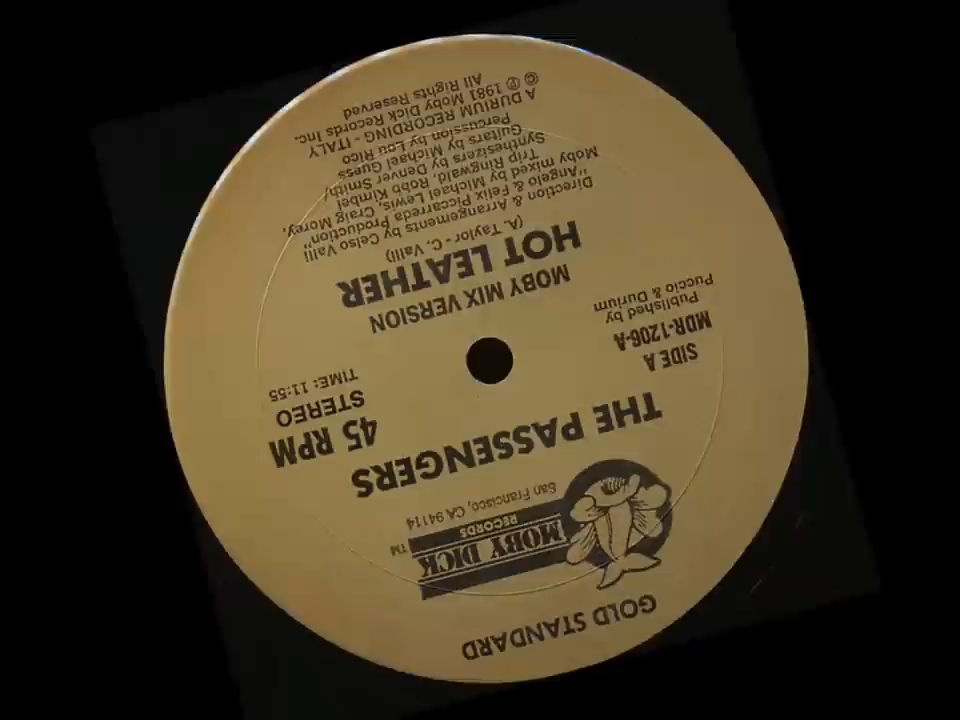 GOLD STANDARD
MOBY DICK
RECORDS
TM
San Francisco, CA 94114
THE PASSENGERS
SIDE A
MDR-1206-A
Published by
Puccio & Durium
45 RPM
STEREO
TIME: 11:55
MOBY MIX VERSION
HOT LEATHER
(A. Taylor - C. Valli)
Direction & Arrangements by Celso Valli
"Angelo & Felix Piccarreda Production"
Moby mixed by Michael Lewis, Craig Morey,
Trip Ringwald, Robb Kimbel
Synthesizers by Denver Smith/
Guitars by Michael Guess
Percussion by Lou Rico
A DURIUM RECORDING - ITALY
© ℗ 1981 Moby Dick Records Inc.
All Rights Reserved